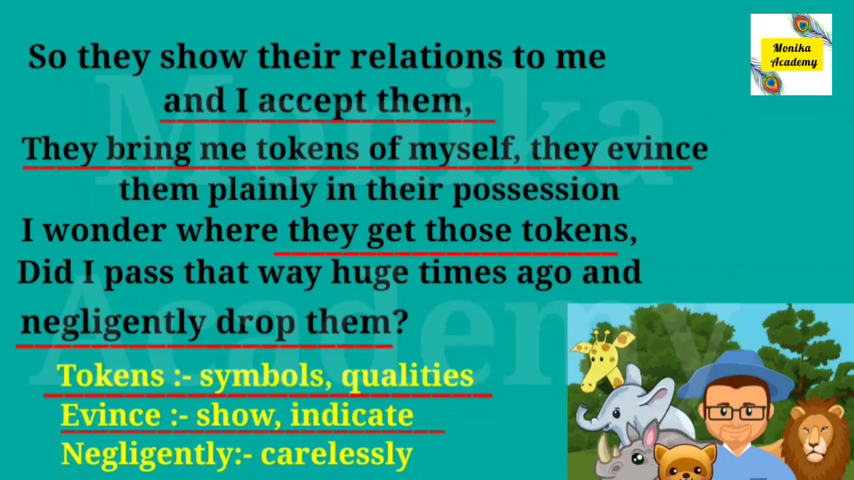 Monika
Academy
So they show their relations to me
and I accept them,
They bring me tokens of myself, they evince
them plainly in their possession
I wonder where they get those tokens,
Did I pass that way huge times ago and
negligently drop them?
Tokens :- symbols, qualities
Evince :- show, indicate
Negligently:- carelessly
Monika
Academy